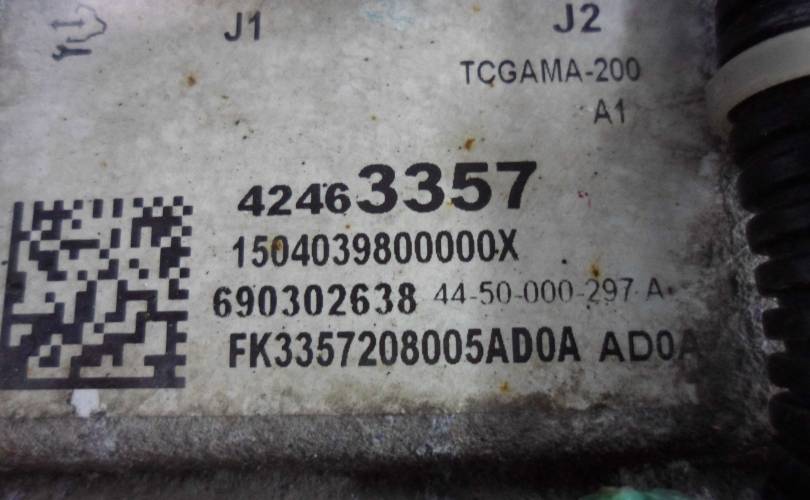 J1 J2
TCGAMA-200
A1
42463357
1504039800000X
690302638 44-50-000-297-A
FK3357208005AD0A AD0A